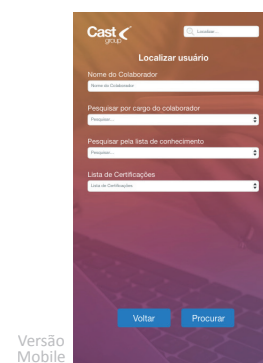 Cast
group
Localizar...
Localizar usuário
Nome do Colaborador
Nome do Colaborador
Pesquisar por cargo do colaborador
Pesquisar...
Pesquisar pela lista de conhecimento
Pesquisar...
Lista de Certificações
Lista de Certificações
Voltar
Procurar
Versão
Mobile